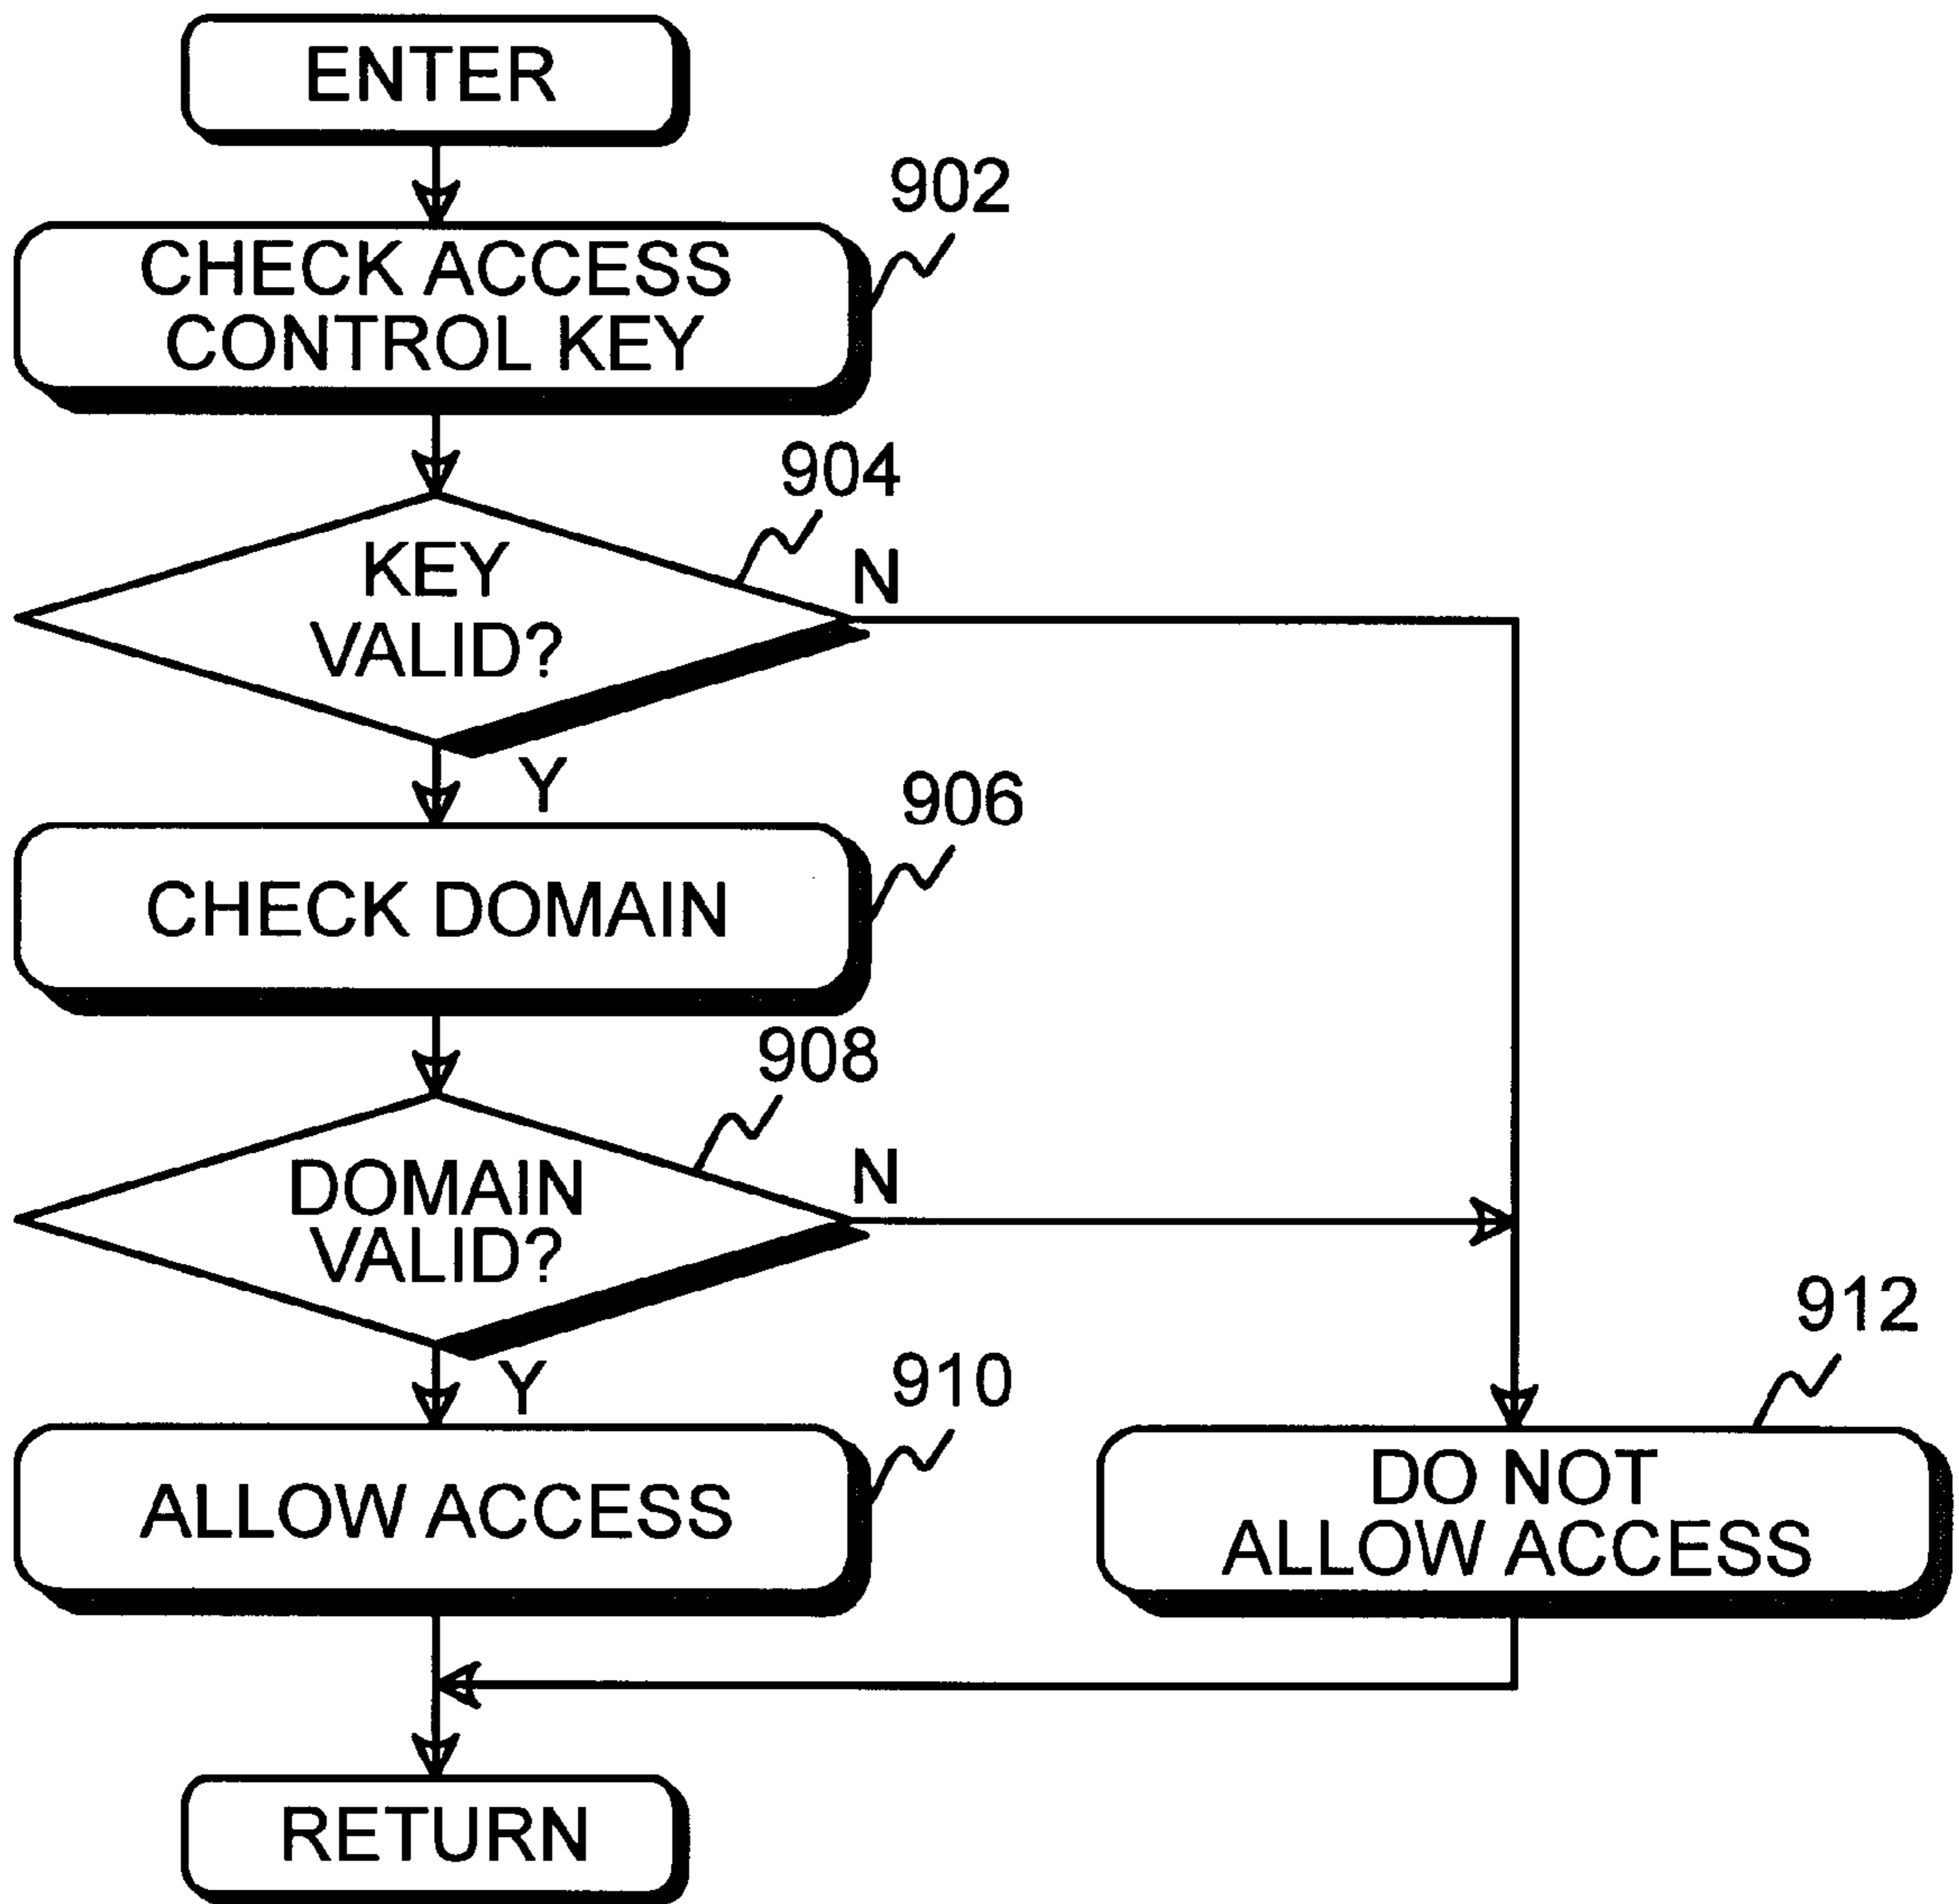 ENTER
902
CHECK ACCESS
CONTROL KEY
904
KEY
VALID?
N
Y
906
CHECK DOMAIN
908
DOMAIN
VALID?
N
Y
910
912
ALLOW ACCESS
DO NOT
ALLOW ACCESS
RETURN